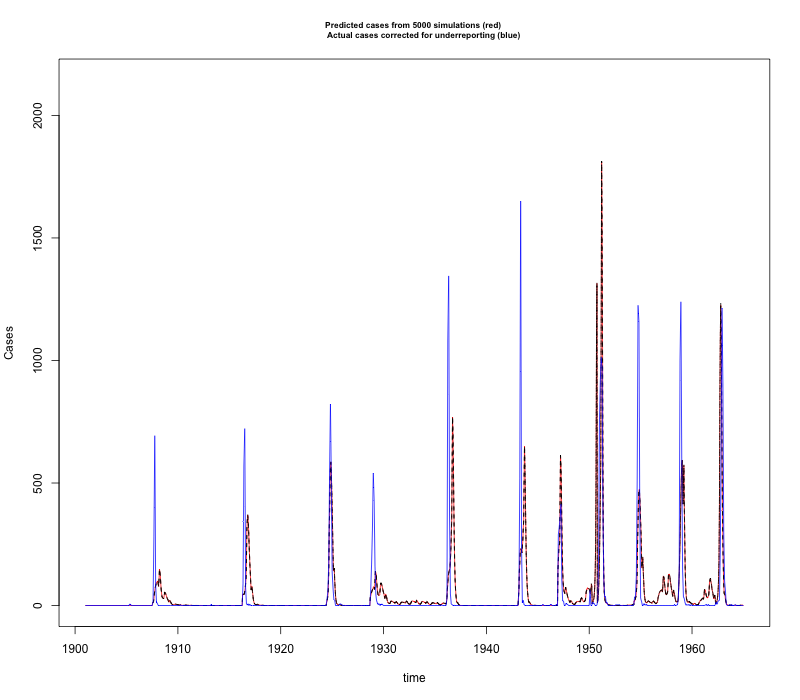 Predicted cases from 5000 simulations (red)
Actual cases corrected for underreporting (blue)
Cases
2000
1500
1000
500
0
1900 1910 1920 1930 1940 1950 1960
time